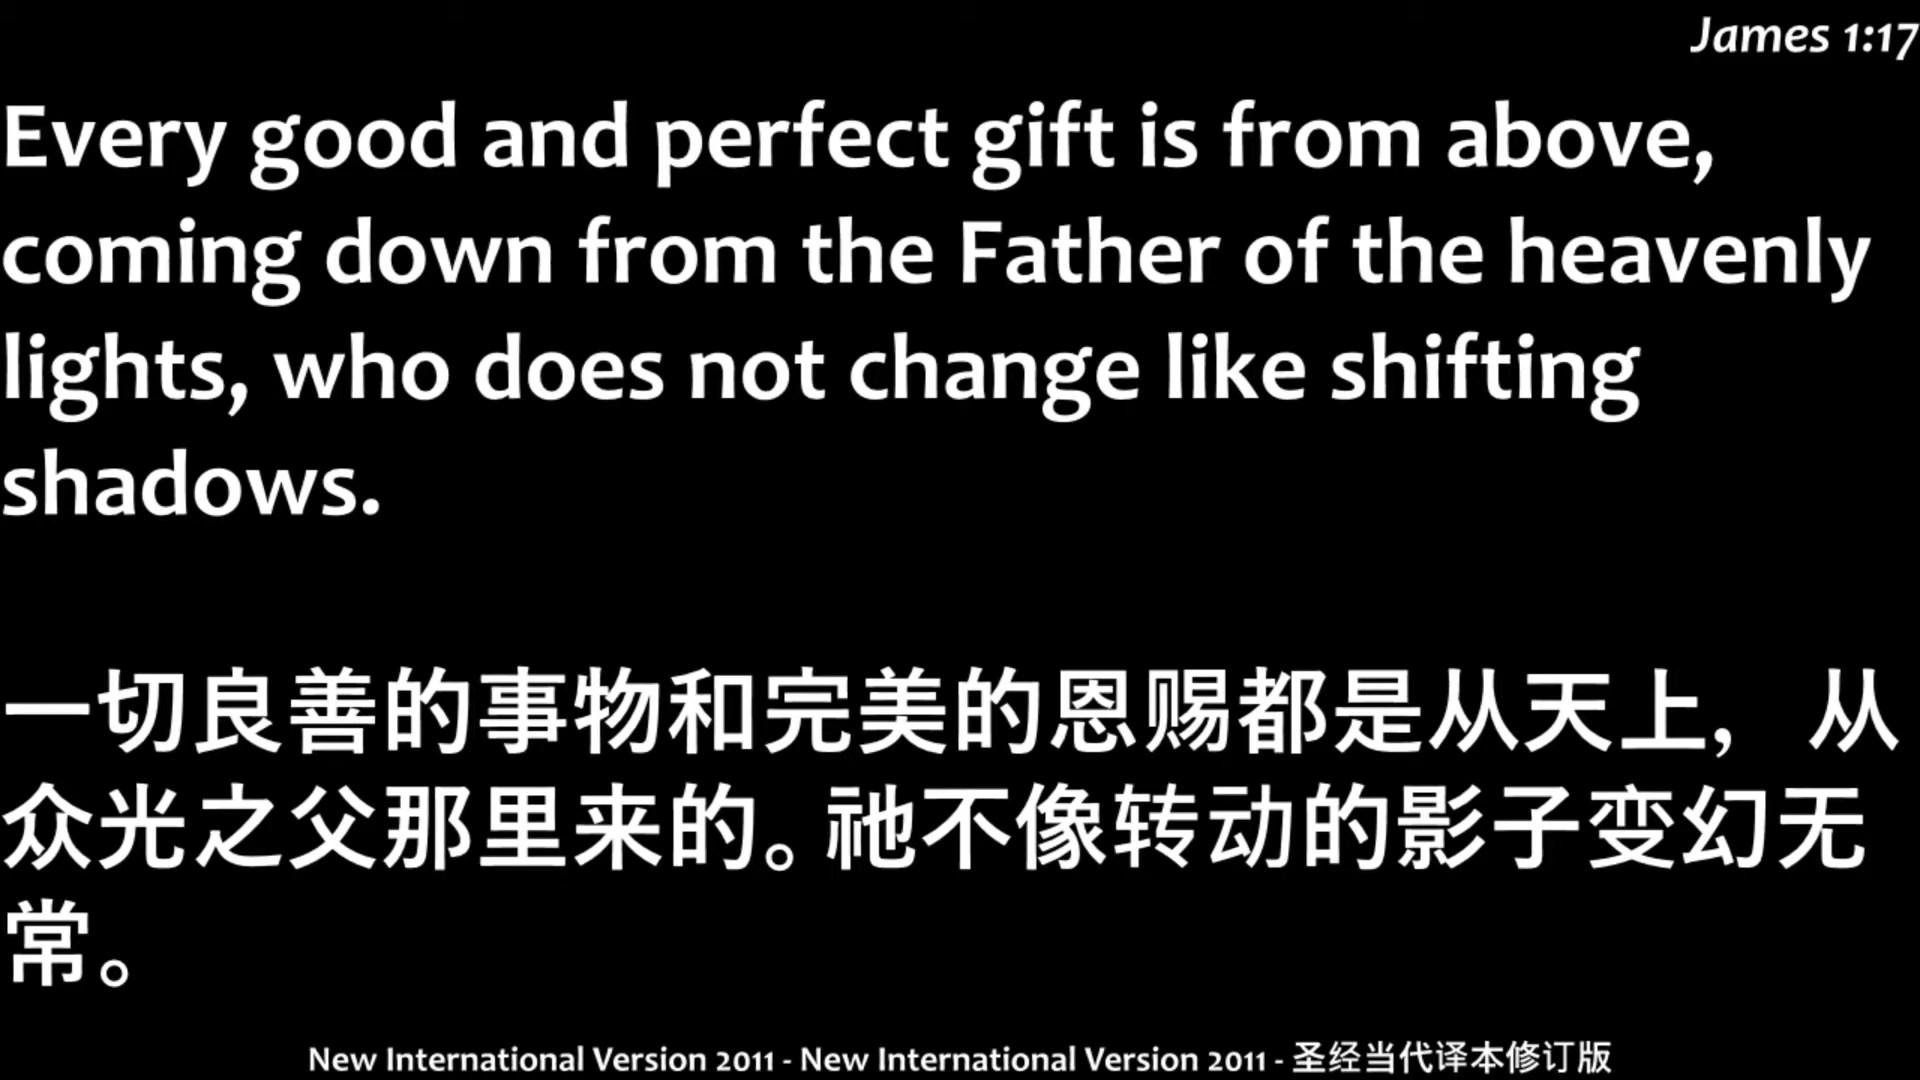 James 1:17
Every good and perfect gift is from above,
coming down from the Father of the heavenly
lights, who does not change like shifting
shadows.
一切良善的事物和完美的恩赐都是从天上，从
众光之父那里来的。祂不像转动的影子变幻无
常。
New International Version 2011 - New International Version 2011 - 圣经当代译本修订版